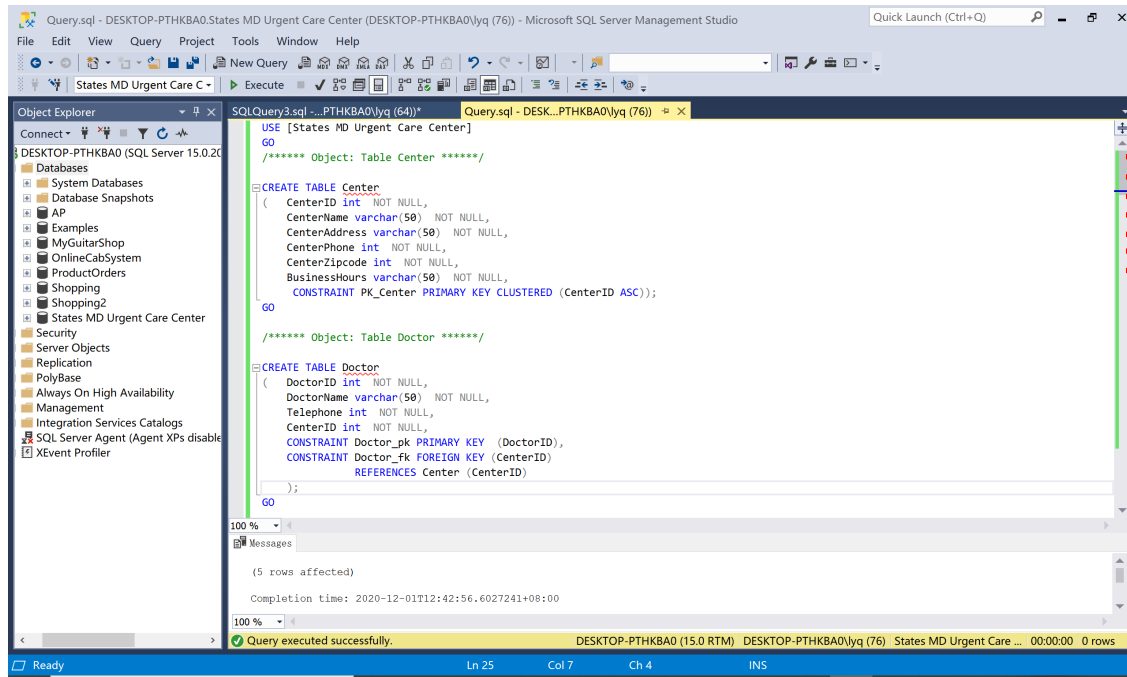 Query.sql - DESKTOP-PTHKBA0.States MD Urgent Care Center (DESKTOP-PTHKBA0\lyq (76)) - Microsoft SQL Server Management Studio
Quick Launch (Ctrl+Q)
File Edit View Query Project Tools Window Help
New Query
States MD Urgent Care C
Execute
Object Explorer
Connect
DESKTOP-PTHKBA0 (SQL Server 15.0.20
Databases
System Databases
Database Snapshots
AP
Examples
MyGuitarShop
OnlineCabSystem
ProductOrders
Shopping
Shopping2
States MD Urgent Care Center
Security
Server Objects
Replication
PolyBase
Always On High Availability
Management
Integration Services Catalogs
SQL Server Agent (Agent XPs disable
XEvent Profiler
SQLQuery3.sql -...PTHKBA0\lyq (64))*
Query.sql - DESK...PTHKBA0\lyq (76))
USE [States MD Urgent Care Center]
GO
/****** Object: Table Center ******/
CREATE TABLE Center
( CenterID int NOT NULL,
CenterName varchar(50) NOT NULL,
CenterAddress varchar(50) NOT NULL,
CenterPhone int NOT NULL,
CenterZipcode int NOT NULL,
BusinessHours varchar(50) NOT NULL,
CONSTRAINT PK_Center PRIMARY KEY CLUSTERED (CenterID ASC));
GO
/****** Object: Table Doctor ******/
CREATE TABLE Doctor
( DoctorID int NOT NULL,
DoctorName varchar(50) NOT NULL,
Telephone int NOT NULL,
CenterID int NOT NULL,
CONSTRAINT Doctor_pk PRIMARY KEY (DoctorID),
CONSTRAINT Doctor_fk FOREIGN KEY (CenterID)
REFERENCES Center (CenterID)
);
GO
100 %
Messages
(5 rows affected)
Completion time: 2020-12-01T12:42:56.6027241+08:00
100 %
Query executed successfully.
DESKTOP-PTHKBA0 (15.0 RTM) DESKTOP-PTHKBA0\lyq (76) States MD Urgent Care ... 00:00:00 0 rows
Ready Ln 25 Col 7 Ch 4 INS